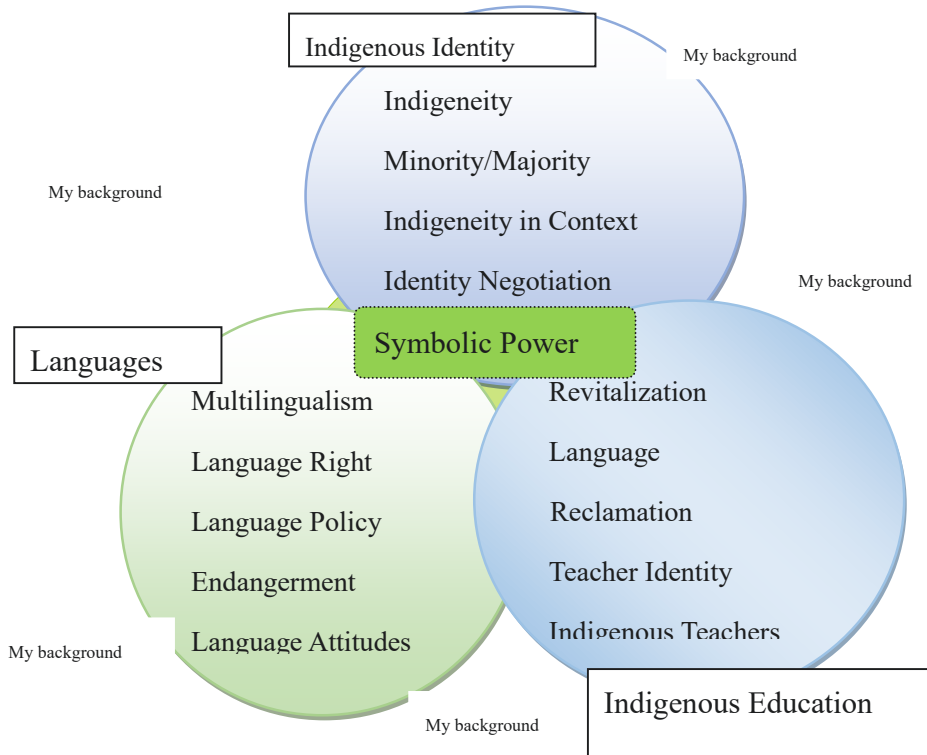 Indigenous Identity
My background
Indigeneity
Minority/Majority
My background
Indigeneity in Context
Identity Negotiation
My background
Symbolic Power
Languages
Multilingualism
Language Right
Language Policy
Endangerment
Language Attitudes
Revitalization
Language
Reclamation
Teacher Identity
Indigenous Teachers
My background
Indigenous Education
My background